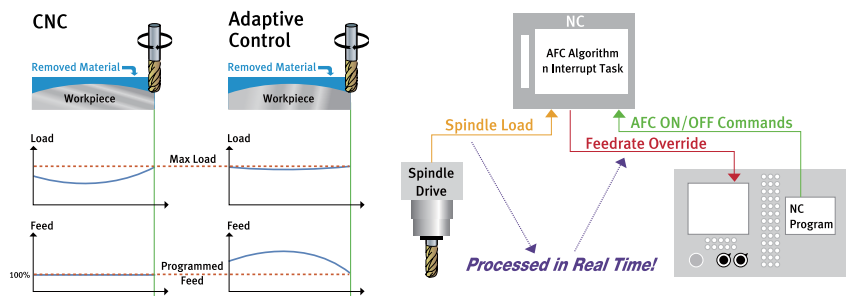 CNC
Removed Material
Workpiece
Load
Max Load
Feed
100%
Programmed
Feed
Adaptive
Control
Removed Material
Workpiece
Load
Feed
NC
AFC Algorithm
n Interrupt Task
Spindle Load
AFC ON/OFF Commands
Feedrate Override
Spindle
Drive
NC
Program
Processed in Real Time!